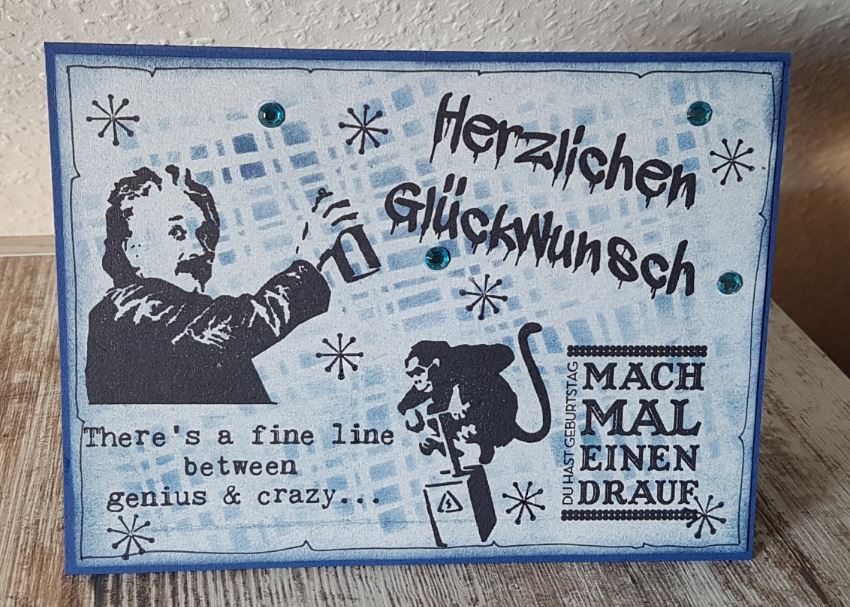 Herzlichen
Glückwunsch
There's a fine line
between
genius & crazy...
DU HAST GEBURTSTAG
MACH
MAL
EINEN
DRAUF